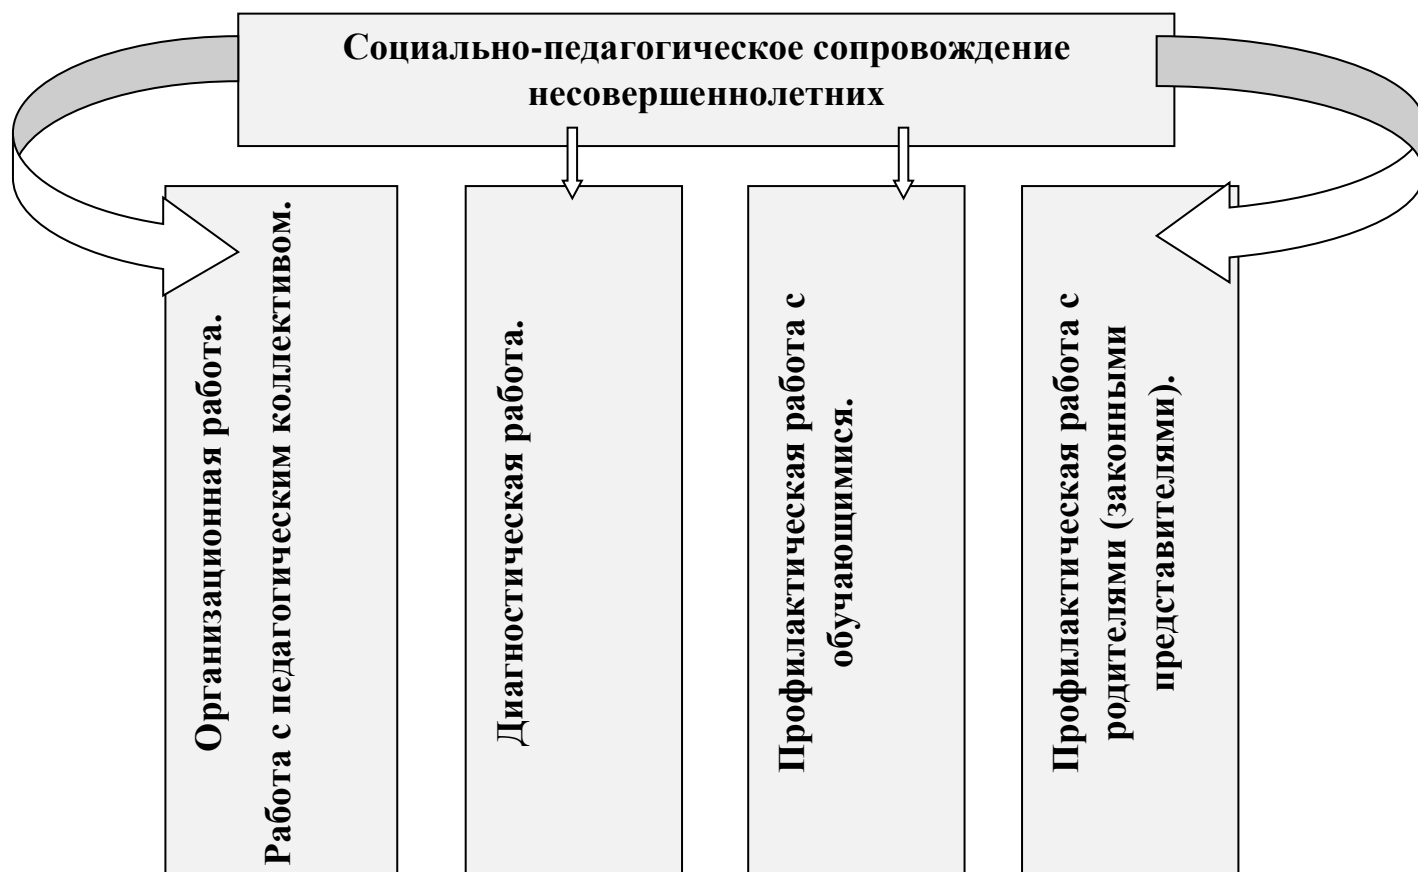 Социально-педагогическое сопровождение
несовершеннолетних
Организационная работа.
Работа с педагогическим коллективом.
Диагностическая работа.
Профилактическая работа с
обучающимися.
Профилактическая работа с
родителями (законными
представителями).